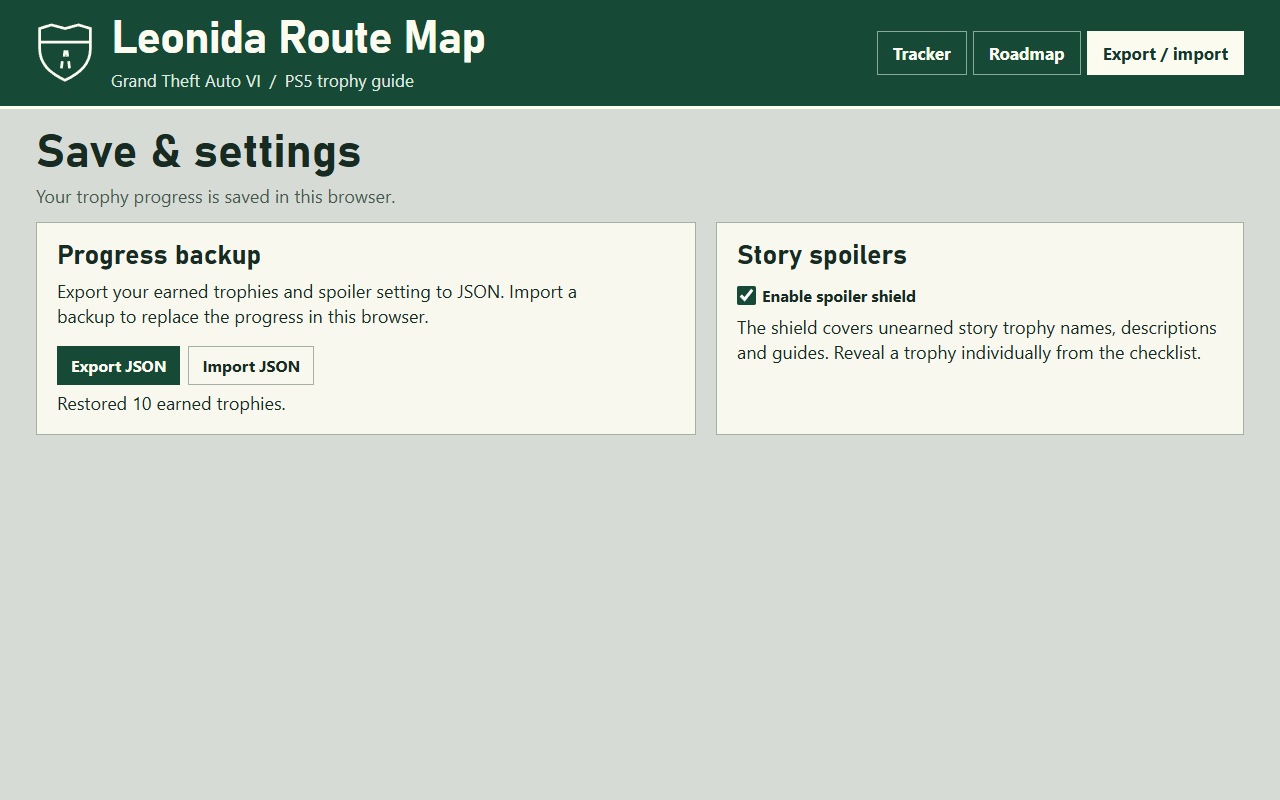 Leonida Route Map
Grand Theft Auto VI / PS5 trophy guide
Tracker
Roadmap
Export / import
Save & settings
Your trophy progress is saved in this browser.
Progress backup
Export your earned trophies and spoiler setting to JSON. Import a
backup to replace the progress in this browser.
Export JSON
Import JSON
Restored 10 earned trophies.
Story spoilers
Enable spoiler shield
The shield covers unearned story trophy names, descriptions
and guides. Reveal a trophy individually from the checklist.